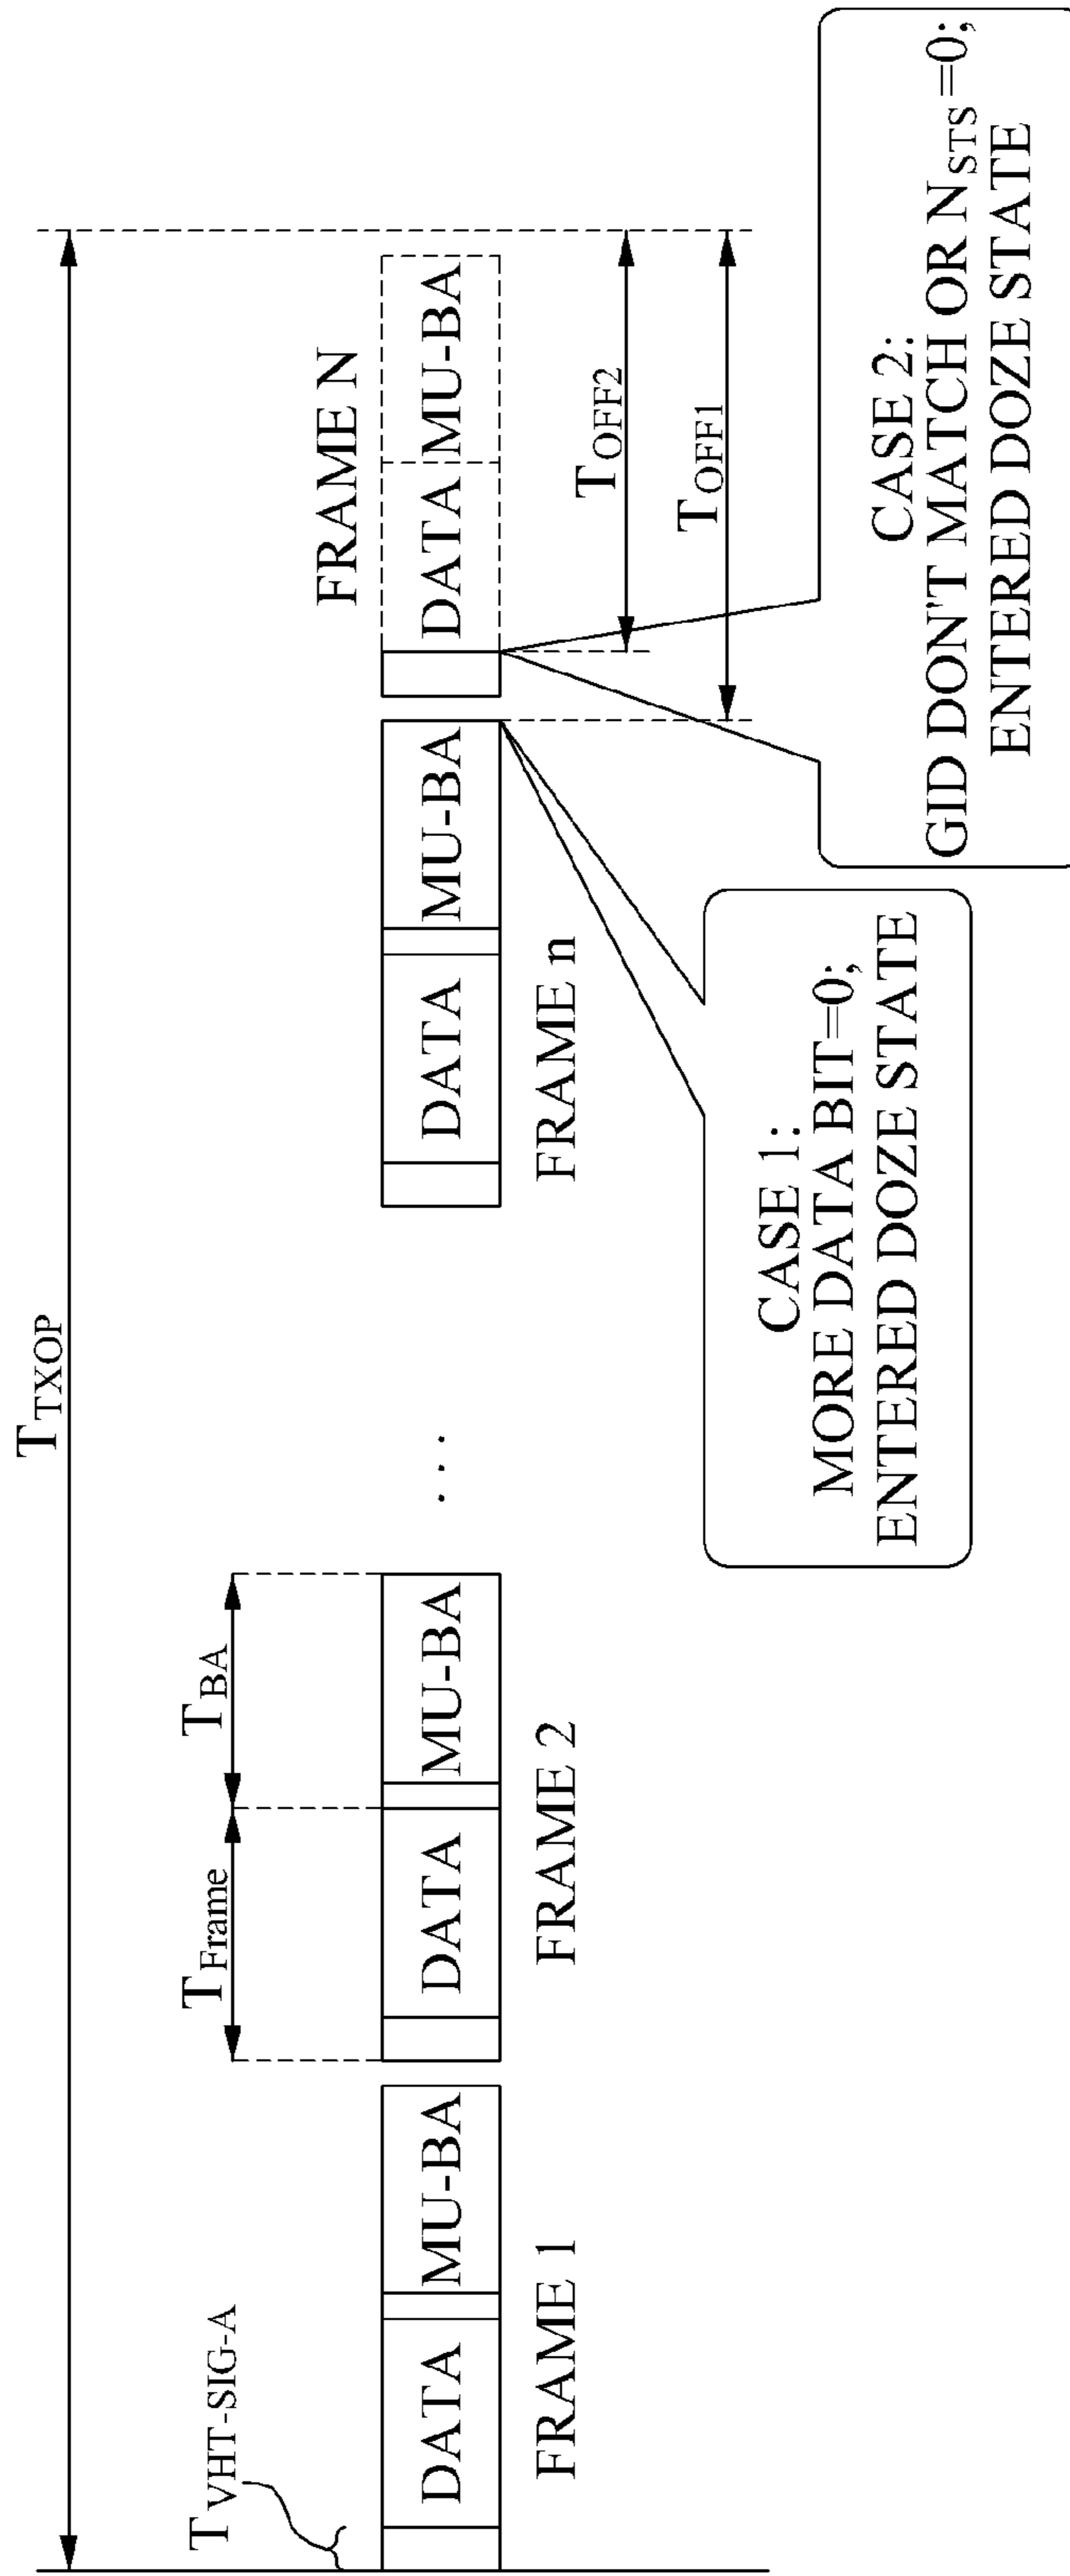 T_TXOP
T_VHT-SIG-A
T_Frame
T_BA
FRAME N
DATA MU-BA
DATA MU-BA
. . .
DATA MU-BA
DATA MU-BA
FRAME 1
FRAME 2
FRAME n
T_OFF2
T_OFF1
CASE 1:
MORE DATA BIT=0;
ENTERED DOZE STATE
CASE 2:
GID DON'T MATCH OR N_STS=0;
ENTERED DOZE STATE